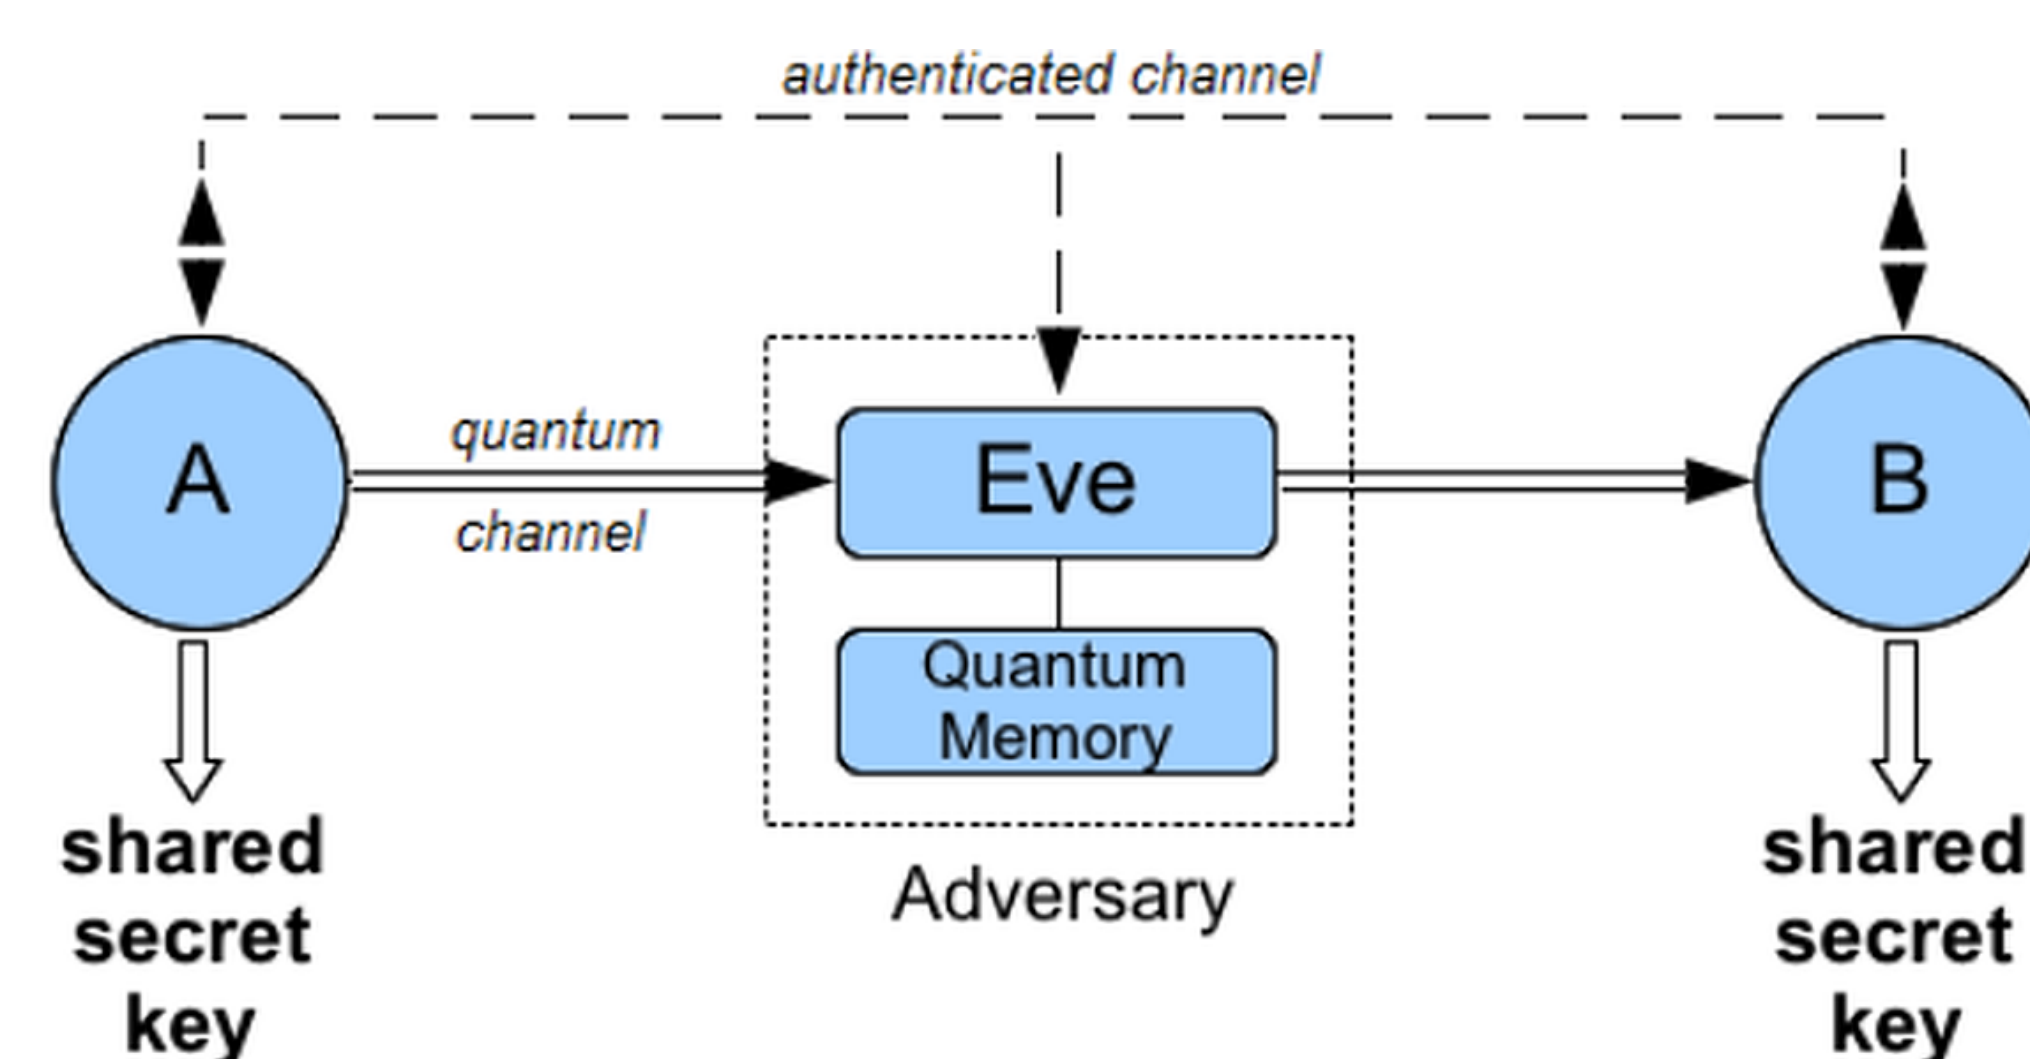 authenticated channel
quantum
channel
A
Eve
B
Quantum
Memory
Adversary
shared
secret
key
shared
secret
key